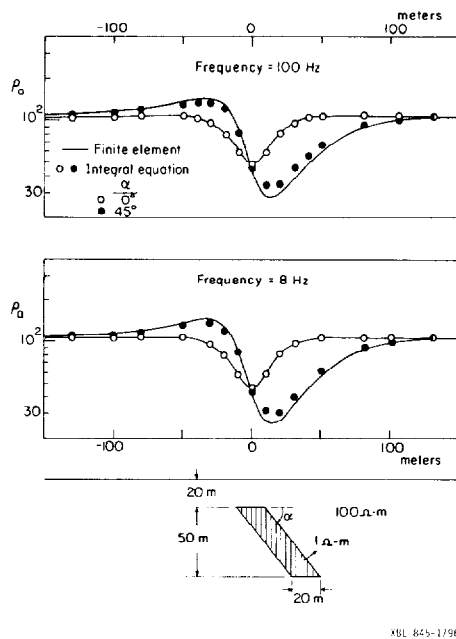 meters
-100 0 100
Frequency = 100 Hz
ρa
10²
30
Finite element
Integral equation
α
0°
45°
Frequency = 8 Hz
ρa
10²
30
-100 0 100
meters
20 m
α
100 Ω-m
50 m
1 Ω-m
20 m
XBL 845-1796